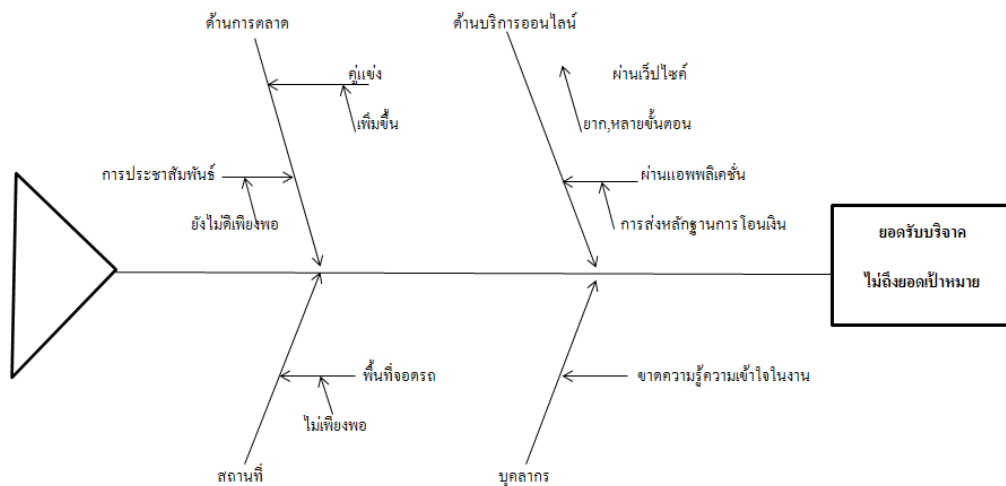 ด้านการตลาด
ด้านบริการออนไลน์
คู่แข่ง
ผ่านเว็ปไซค์
เพิ่มขึ้น
ยาก,หลายขั้นตอน
การประชาสัมพันธ์
ผ่านแอพพลิเคชั่น
ยังไม่ดีเพียงพอ
การส่งหลักฐานการโอนเงิน
ยอดรับบริจาค
ไม่ถึงยอดเป้าหมาย
พื้นที่จอดรถ
ขาดความรู้ความเข้าใจในงาน
ไม่เพียงพอ
สถานที่
บุคลากร